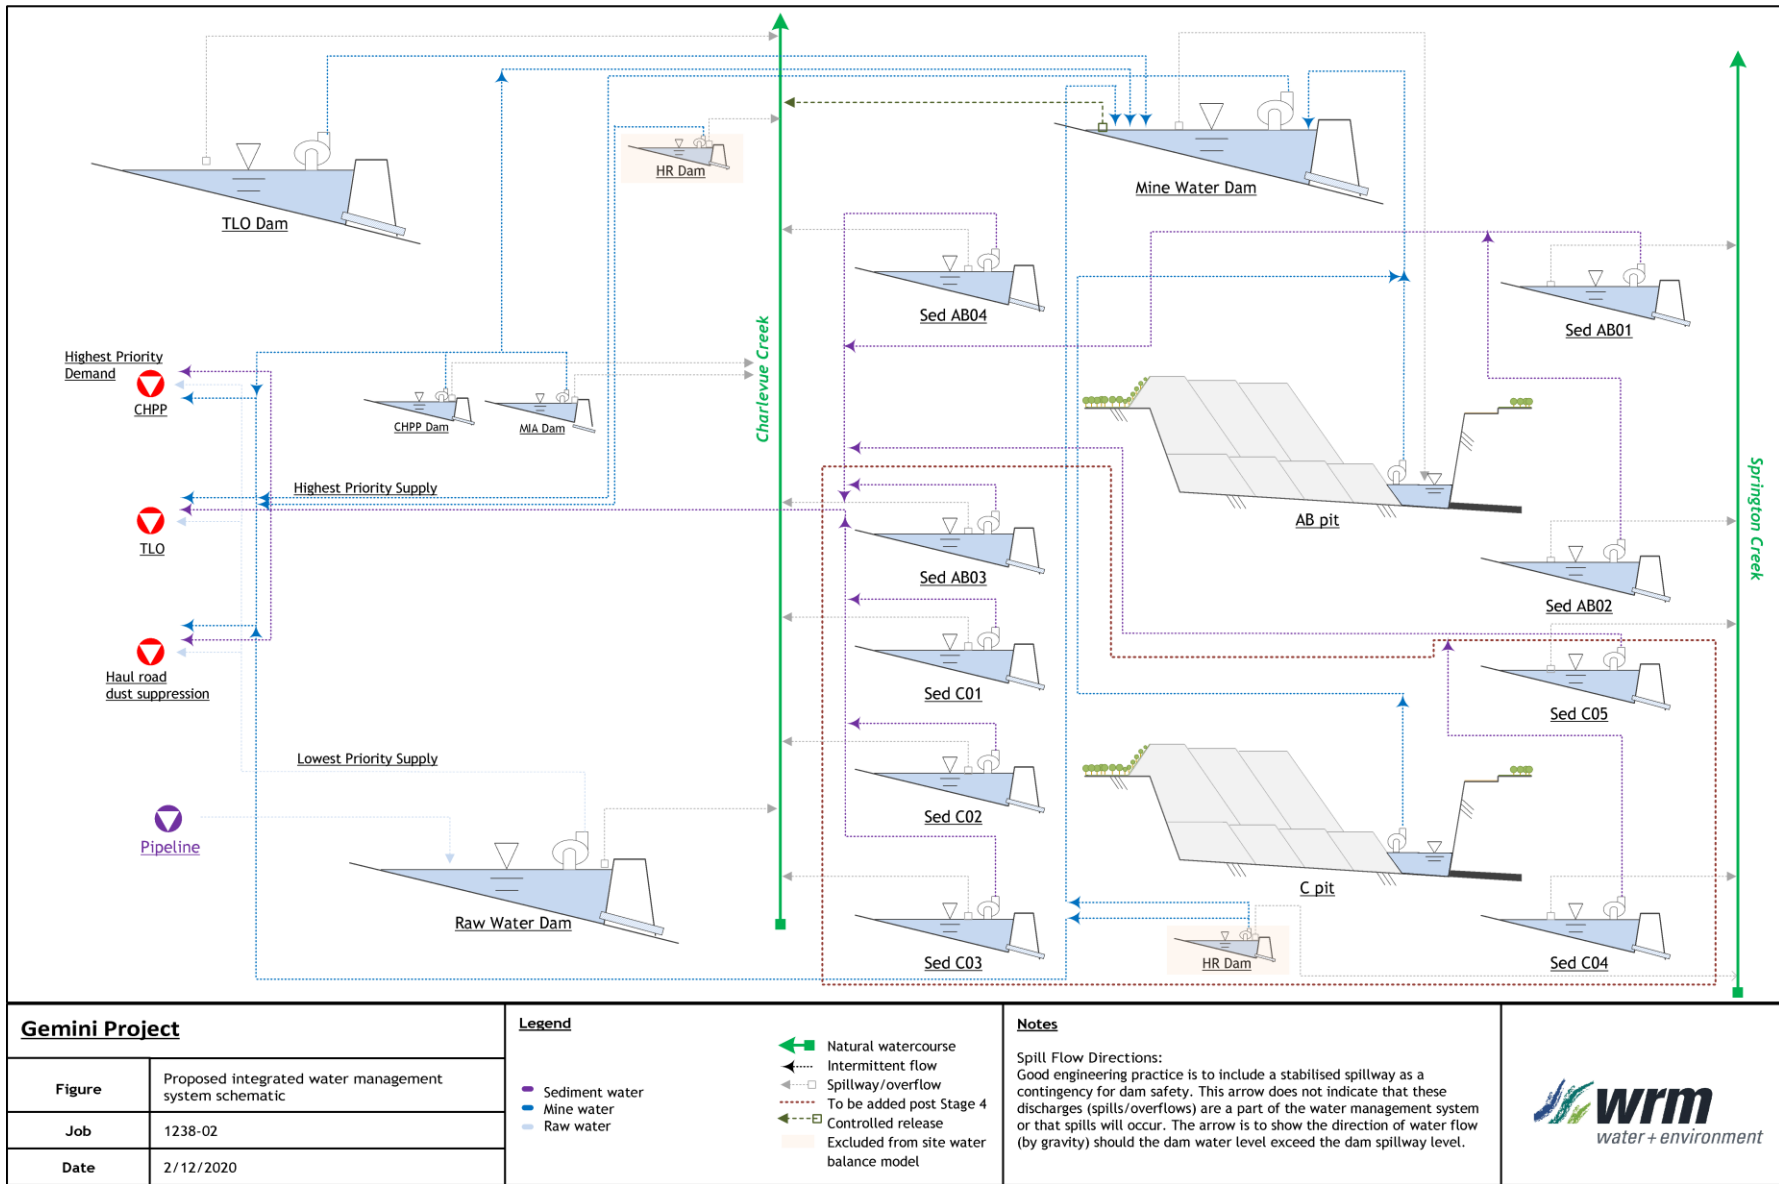 TLO Dam
HR Dam
Mine Water Dam
Sed AB04
Sed AB01
Charlevue Creek
Highest Priority
Demand
CHPP
CHPP Dam
MIA Dam
Highest Priority Supply
TLO
AB pit
Springton Creek
Sed AB03
Sed AB02
Haul road
dust suppression
Sed C01
Sed C05
Lowest Priority Supply
Sed C02
Pipeline
Raw Water Dam
C pit
Sed C03
HR Dam
Sed C04
Gemini Project
Figure
Proposed integrated water management
system schematic
Job
1238-02
Date
2/12/2020
Legend
Sediment water
Mine water
Raw water
Natural watercourse
Intermittent flow
Spillway/overflow
To be added post Stage 4
Controlled release
Excluded from site water
balance model
Notes
Spill Flow Directions:
Good engineering practice is to include a stabilised spillway as a
contingency for dam safety. This arrow does not indicate that these
discharges (spills/overflows) are a part of the water management system
or that spills will occur. The arrow is to show the direction of water flow
(by gravity) should the dam water level exceed the dam spillway level.
wrm
water + environment